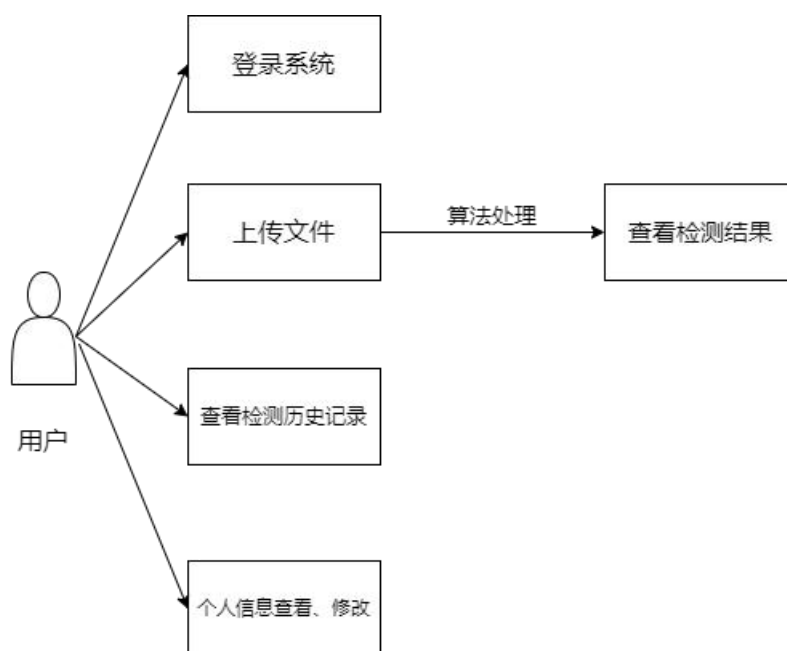 登录系统
上传文件
算法处理
查看检测结果
查看检测历史记录
用户
个人信息查看、修改